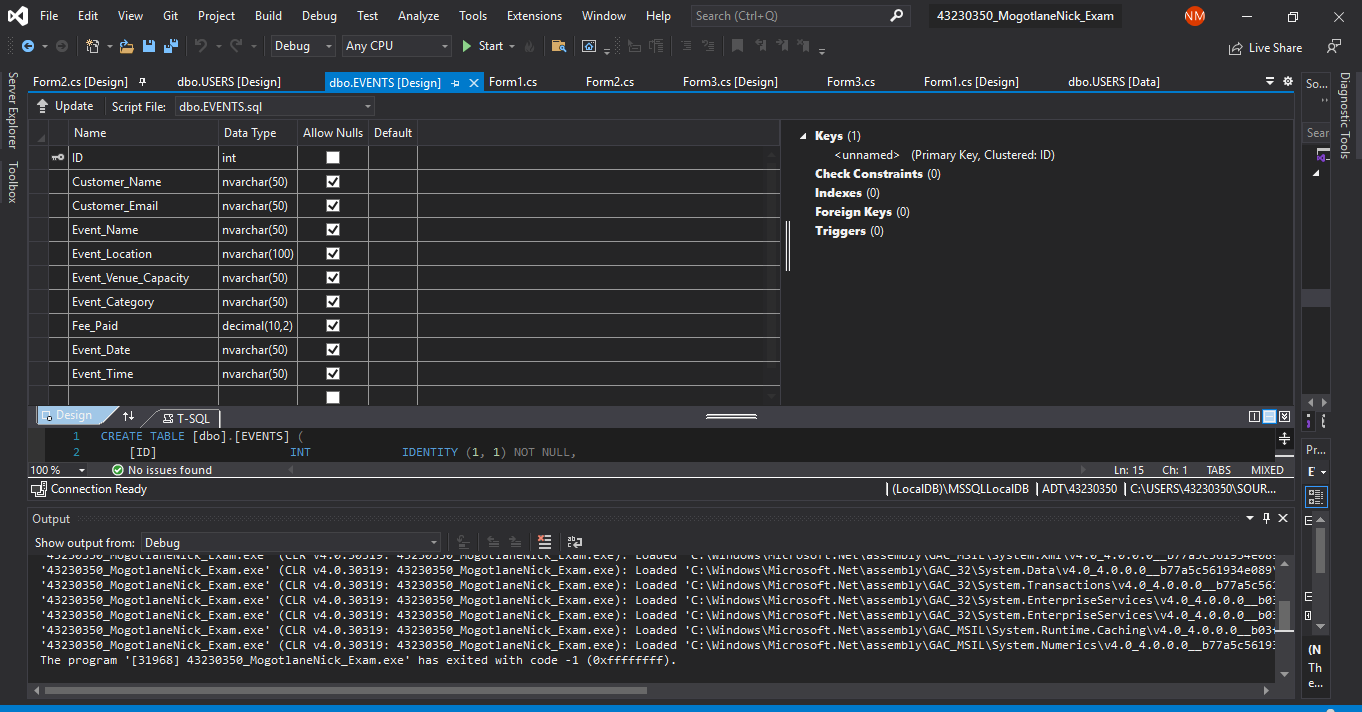 File Edit View Git Project Build Debug Test Analyze Tools Extensions Window Help Search (Ctrl+Q) 43230350_MogotlaneNick_Exam NM
Debug Any CPU Start Live Share
Form2.cs [Design] dbo.USERS [Design] dbo.EVENTS [Design] Form1.cs Form2.cs Form3.cs [Design] Form3.cs Form1.cs [Design] dbo.USERS [Data]
So...
Server Explorer
Toolbox
Diagnostic Tools
Update Script File: dbo.EVENTS.sql
Sear
Name Data Type Allow Nulls Default
ID int
Customer_Name nvarchar(50)
Customer_Email nvarchar(50)
Event_Name nvarchar(50)
Event_Location nvarchar(100)
Event_Venue_Capacity nvarchar(50)
Event_Category nvarchar(50)
Fee_Paid decimal(10,2)
Event_Date nvarchar(50)
Event_Time nvarchar(50)
Keys (1)
<unnamed> (Primary Key, Clustered: ID)
Check Constraints (0)
Indexes (0)
Foreign Keys (0)
Triggers (0)
Design T-SQL
1 CREATE TABLE [dbo].[EVENTS] (
2 [ID] INT IDENTITY (1, 1) NOT NULL,
100 % No issues found Ln: 15 Ch: 1 TABS MIXED
Connection Ready (LocalDB)\MSSQLLocalDB ADT\43230350 C:\USERS\43230350\SOUR...
Pr...
E
Output
Show output from: Debug
'43230350_MogotlaneNick_Exam.exe' (CLR v4.0.30319: 43230350_MogotlaneNick_Exam.exe): Loaded 'C:\Windows\Microsoft.Net\assembly\GAC_MSIL\System.Xml\v4.0_4.0.0.0__b77a5c561934e089
'43230350_MogotlaneNick_Exam.exe' (CLR v4.0.30319: 43230350_MogotlaneNick_Exam.exe): Loaded 'C:\Windows\Microsoft.Net\assembly\GAC_32\System.Data\v4.0_4.0.0.0__b77a5c561934e089\
'43230350_MogotlaneNick_Exam.exe' (CLR v4.0.30319: 43230350_MogotlaneNick_Exam.exe): Loaded 'C:\Windows\Microsoft.Net\assembly\GAC_32\System.Transactions\v4.0_4.0.0.0__b77a5c561
'43230350_MogotlaneNick_Exam.exe' (CLR v4.0.30319: 43230350_MogotlaneNick_Exam.exe): Loaded 'C:\Windows\Microsoft.Net\assembly\GAC_32\System.EnterpriseServices\v4.0_4.0.0.0__b03
'43230350_MogotlaneNick_Exam.exe' (CLR v4.0.30319: 43230350_MogotlaneNick_Exam.exe): Loaded 'C:\Windows\Microsoft.Net\assembly\GAC_32\System.EnterpriseServices\v4.0_4.0.0.0__b03
'43230350_MogotlaneNick_Exam.exe' (CLR v4.0.30319: 43230350_MogotlaneNick_Exam.exe): Loaded 'C:\Windows\Microsoft.Net\assembly\GAC_MSIL\System.Runtime.Caching\v4.0_4.0.0.0__b03
'43230350_MogotlaneNick_Exam.exe' (CLR v4.0.30319: 43230350_MogotlaneNick_Exam.exe): Loaded 'C:\Windows\Microsoft.Net\assembly\GAC_MSIL\System.Numerics\v4.0_4.0.0.0__b77a5c56193
The program '[31968] 43230350_MogotlaneNick_Exam.exe' has exited with code -1 (0xffffffff).
(N
Th
e...